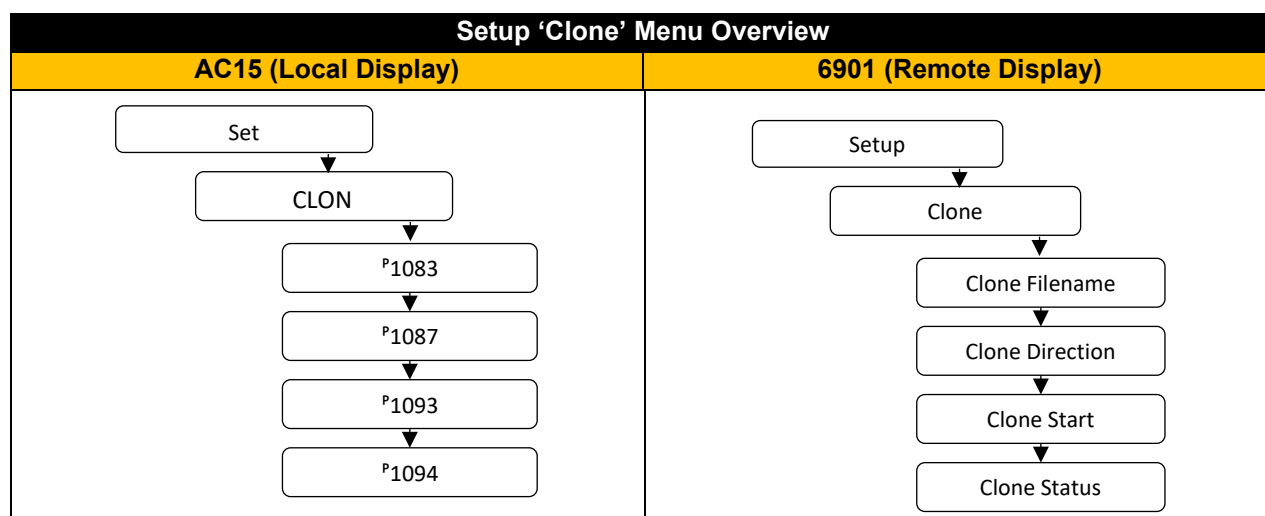 Setup ‘Clone’ Menu Overview
AC15 (Local Display)
6901 (Remote Display)
Set
CLON
ᴾ1083
ᴾ1087
ᴾ1093
ᴾ1094
Setup
Clone
Clone Filename
Clone Direction
Clone Start
Clone Status